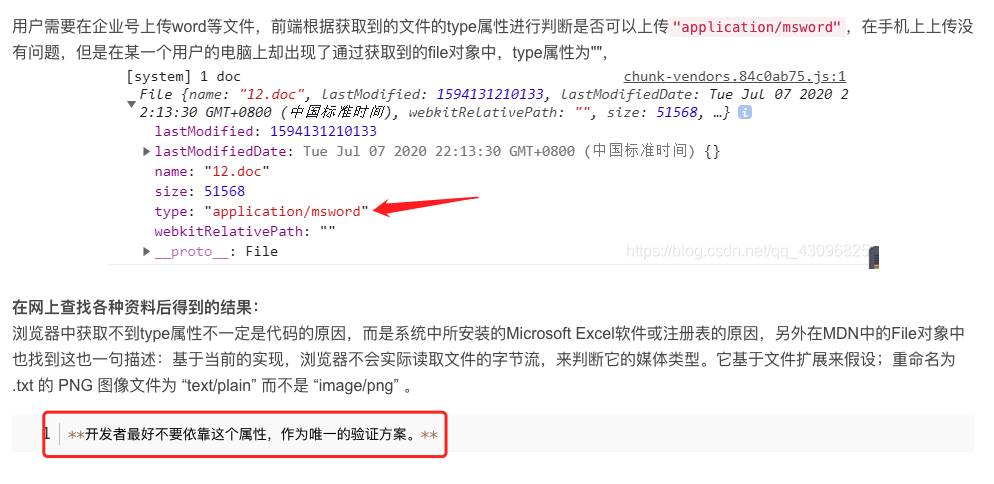 用户需要在企业号上传word等文件，前端根据获取到的文件的type属性进行判断是否可以上传"application/msword"，在手机上上传没
有问题，但是在某一个用户的电脑上却出现了通过获取到的file对象中，type属性为""，
[system] 1 doc chunk-vendors.84c0ab75.js:1
File {name: "12.doc", lastModified: 1594131210133, lastModifiedDate: Tue Jul 07 2020 2
2:13:30 GMT+0800 (中国标准时间), webkitRelativePath: "", size: 51568, …}
lastModified: 1594131210133
lastModifiedDate: Tue Jul 07 2020 22:13:30 GMT+0800 (中国标准时间) {}
name: "12.doc"
size: 51568
type: "application/msword"
webkitRelativePath: ""
__proto__: File
https://blog.csdn.net/qq_43096825
在网上查找各种资料后得到的结果：
浏览器中获取不到type属性不一定是代码的原因，而是系统中所安装的Microsoft Excel软件或注册表的原因，另外在MDN中的File对象中
也找到这也一句描述：基于当前的实现，浏览器不会实际读取文件的字节流，来判断它的媒体类型。它基于文件扩展来假设；重命名为
.txt 的 PNG 图像文件为 “text/plain” 而不是 “image/png” 。
1 **开发者最好不要依靠这个属性，作为唯一的验证方案。**